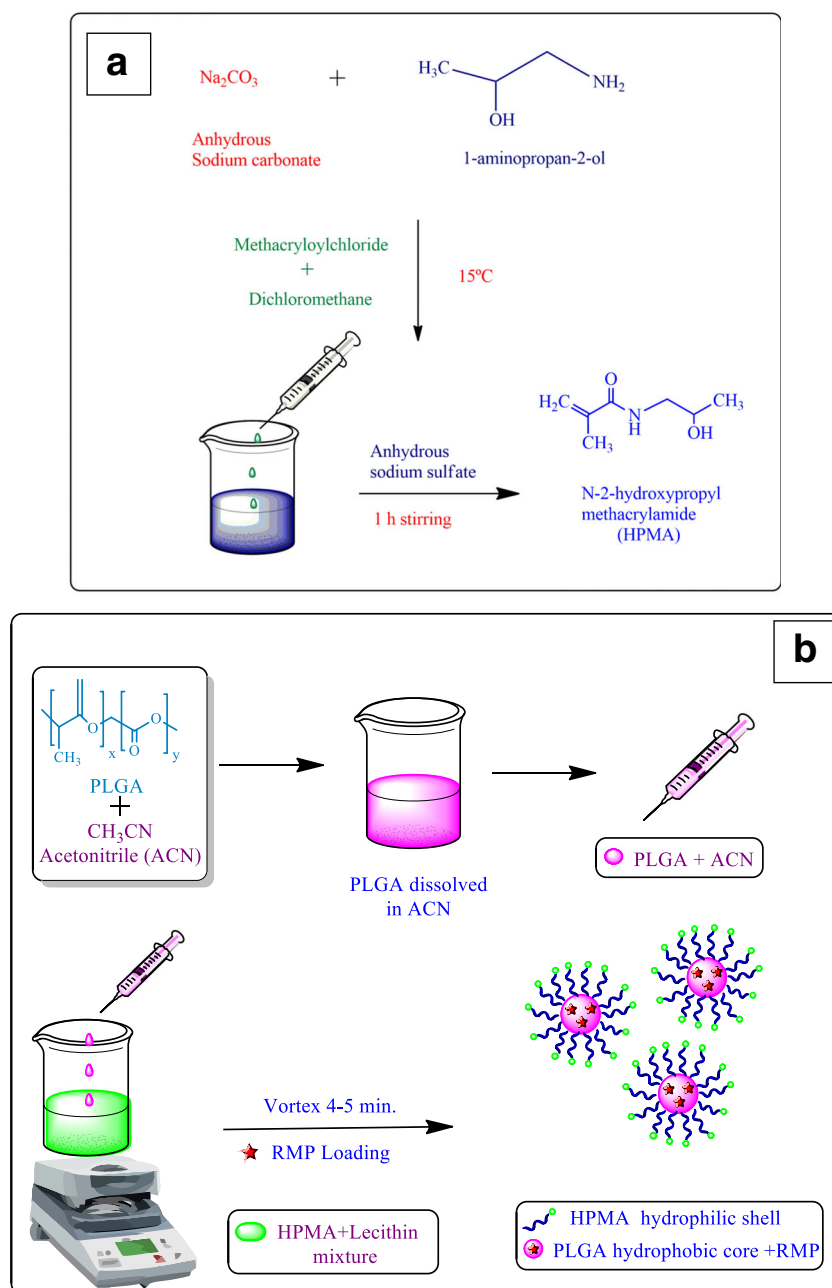 a
Na₂CO₃
+
H₃C
NH₂
OH
Anhydrous
Sodium carbonate
1-aminopropan-2-ol
Methacryloylchloride
+
Dichloromethane
15ºC
O
H₂C
CH₃
N
H
CH₃
OH
Anhydrous
sodium sulfate
1 h stirring
N-2-hydroxypropyl
methacrylamide
(HPMA)
b
O
O
CH₃
x
O
y
PLGA
+
CH₃CN
Acetonitrile (ACN)
PLGA dissolved
in ACN
PLGA + ACN
Vortex 4-5 min.
RMP Loading
HPMA+Lecithin
mixture
HPMA hydrophilic shell
PLGA hydrophobic core +RMP